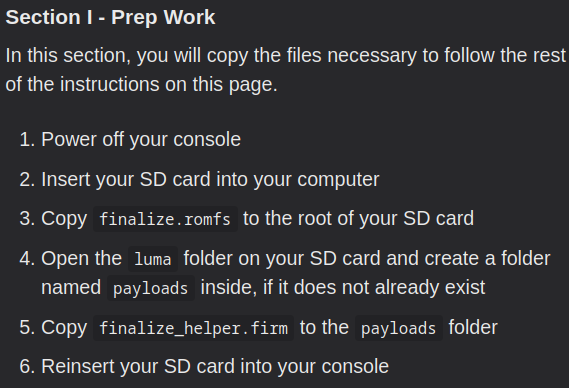 Section I - Prep Work
In this section, you will copy the files necessary to follow the rest
of the instructions on this page.
1. Power off your console
2. Insert your SD card into your computer
3. Copy finalize.romfs to the root of your SD card
4. Open the luma folder on your SD card and create a folder
named payloads inside, if it does not already exist
5. Copy finalize_helper.firm to the payloads folder
6. Reinsert your SD card into your console